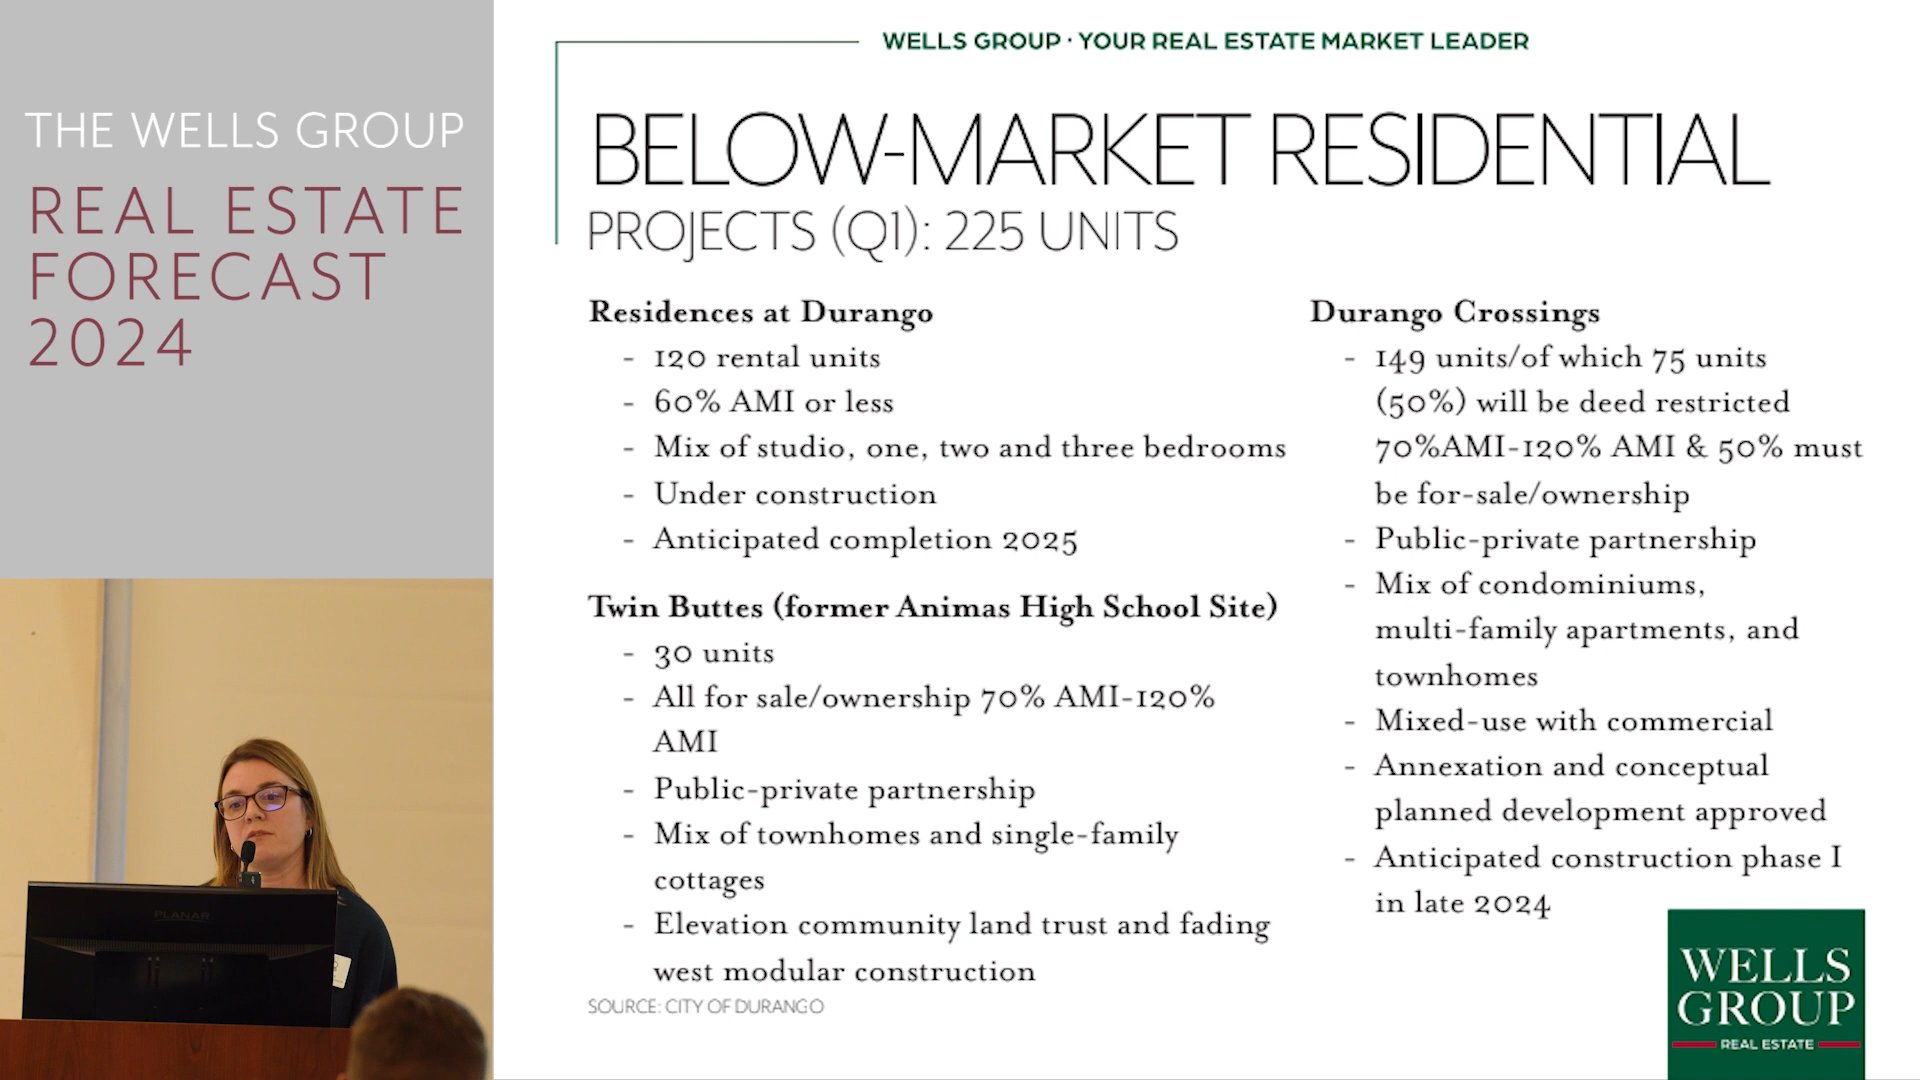 THE WELLS GROUP
REAL ESTATE
FORECAST
2024
WELLS GROUP · YOUR REAL ESTATE MARKET LEADER
BELOW-MARKET RESIDENTIAL
PROJECTS (Q1): 225 UNITS
Residences at Durango
- 120 rental units
- 60% AMI or less
- Mix of studio, one, two and three bedrooms
- Under construction
- Anticipated completion 2025
Twin Buttes (former Animas High School Site)
- 30 units
- All for sale/ownership 70% AMI-120%
AMI
- Public-private partnership
- Mix of townhomes and single-family
cottages
- Elevation community land trust and fading
west modular construction
SOURCE: CITY OF DURANGO
Durango Crossings
- 149 units/of which 75 units
(50%) will be deed restricted
70%AMI-120% AMI & 50% must
be for-sale/ownership
- Public-private partnership
- Mix of condominiums,
multi-family apartments, and
townhomes
- Mixed-use with commercial
- Annexation and conceptual
planned development approved
- Anticipated construction phase I
in late 2024
WELLS
GROUP
REAL ESTATE
PLANAR